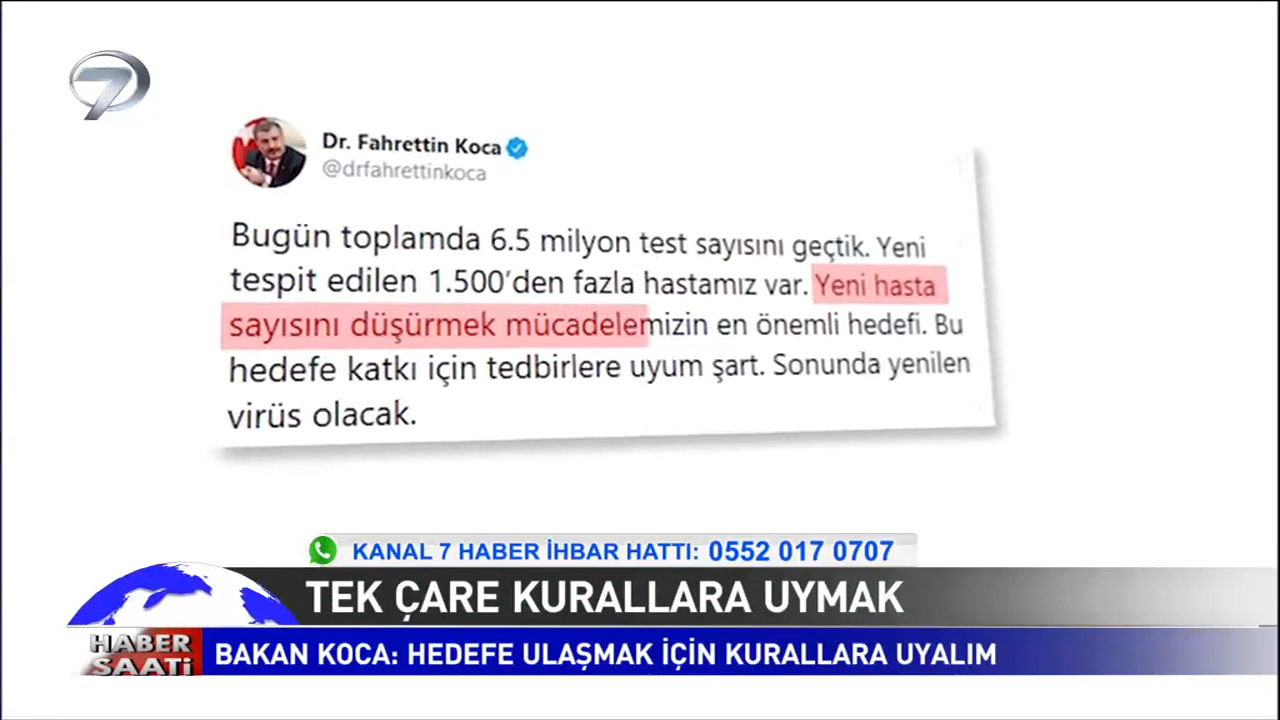 7
Dr. Fahrettin Koca
@drfahrettinkoca
Bugün toplamda 6.5 milyon test sayısını geçtik. Yeni
tespit edilen 1.500'den fazla hastamız var. Yeni hasta
sayısını düşürmek mücadelemizin en önemli hedefi. Bu
hedefe katkı için tedbirlere uyum şart. Sonunda yenilen
virüs olacak.
KANAL 7 HABER İHBAR HATTI: 0552 017 0707
TEK ÇARE KURALLARA UYMAK
HABER
SAATİ
BAKAN KOCA: HEDEFE ULAŞMAK İÇİN KURALLARA UYALIM